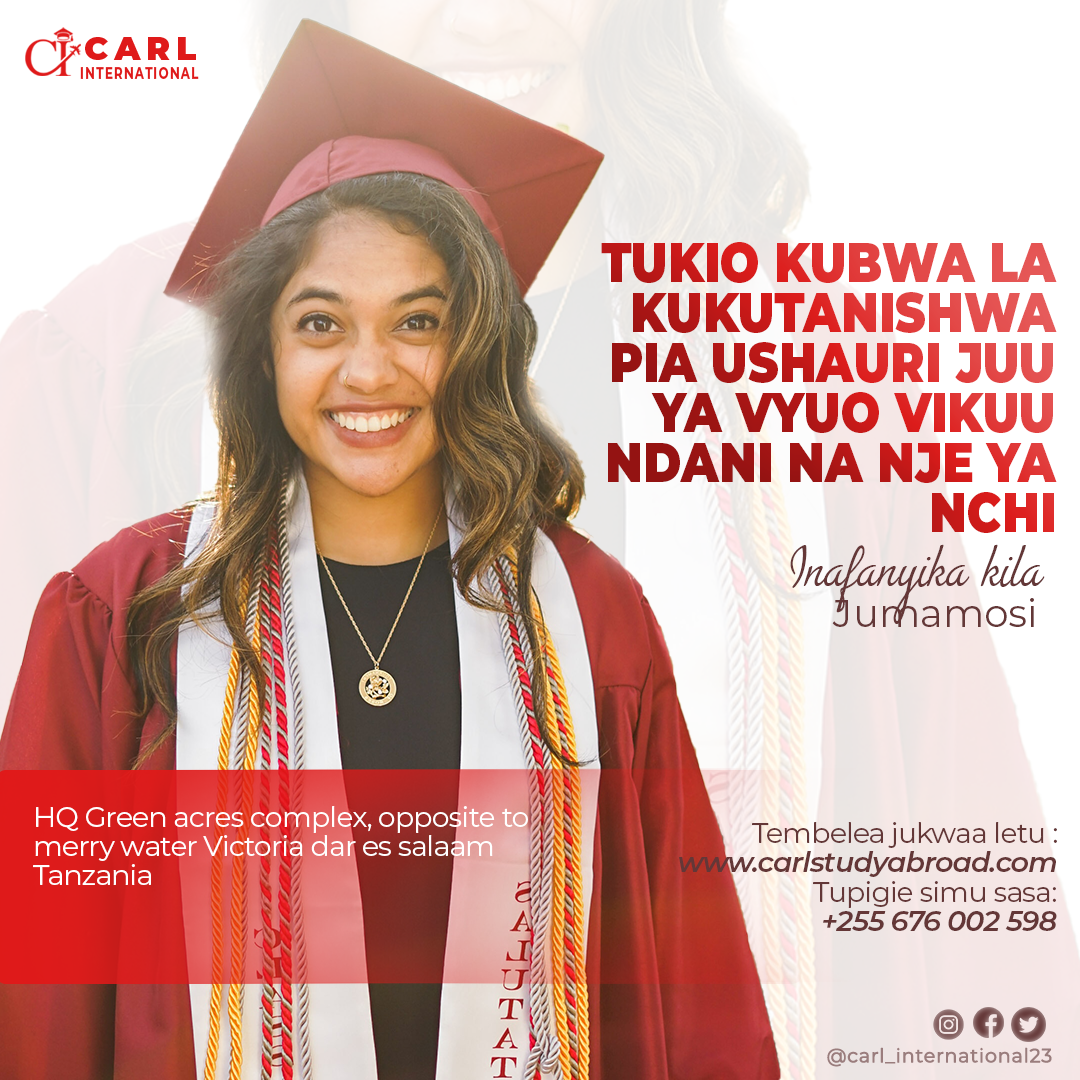 CI CARL
INTERNATIONAL
TUKIO KUBWA LA
KUKUTANISHWA
PIA USHAURI JUU
YA VYUO VIKUU
NDANI NA NJE YA
NCHI
Inafanyika kila
Jumamosi
HQ Green acres complex, opposite to
merry water Victoria dar es salaam
Tanzania
Tembelea jukwaa letu :
www.carlstudyabroad.com
Tupigie simu sasa:
+255 676 002 598
SALUTAT
@carl_international23